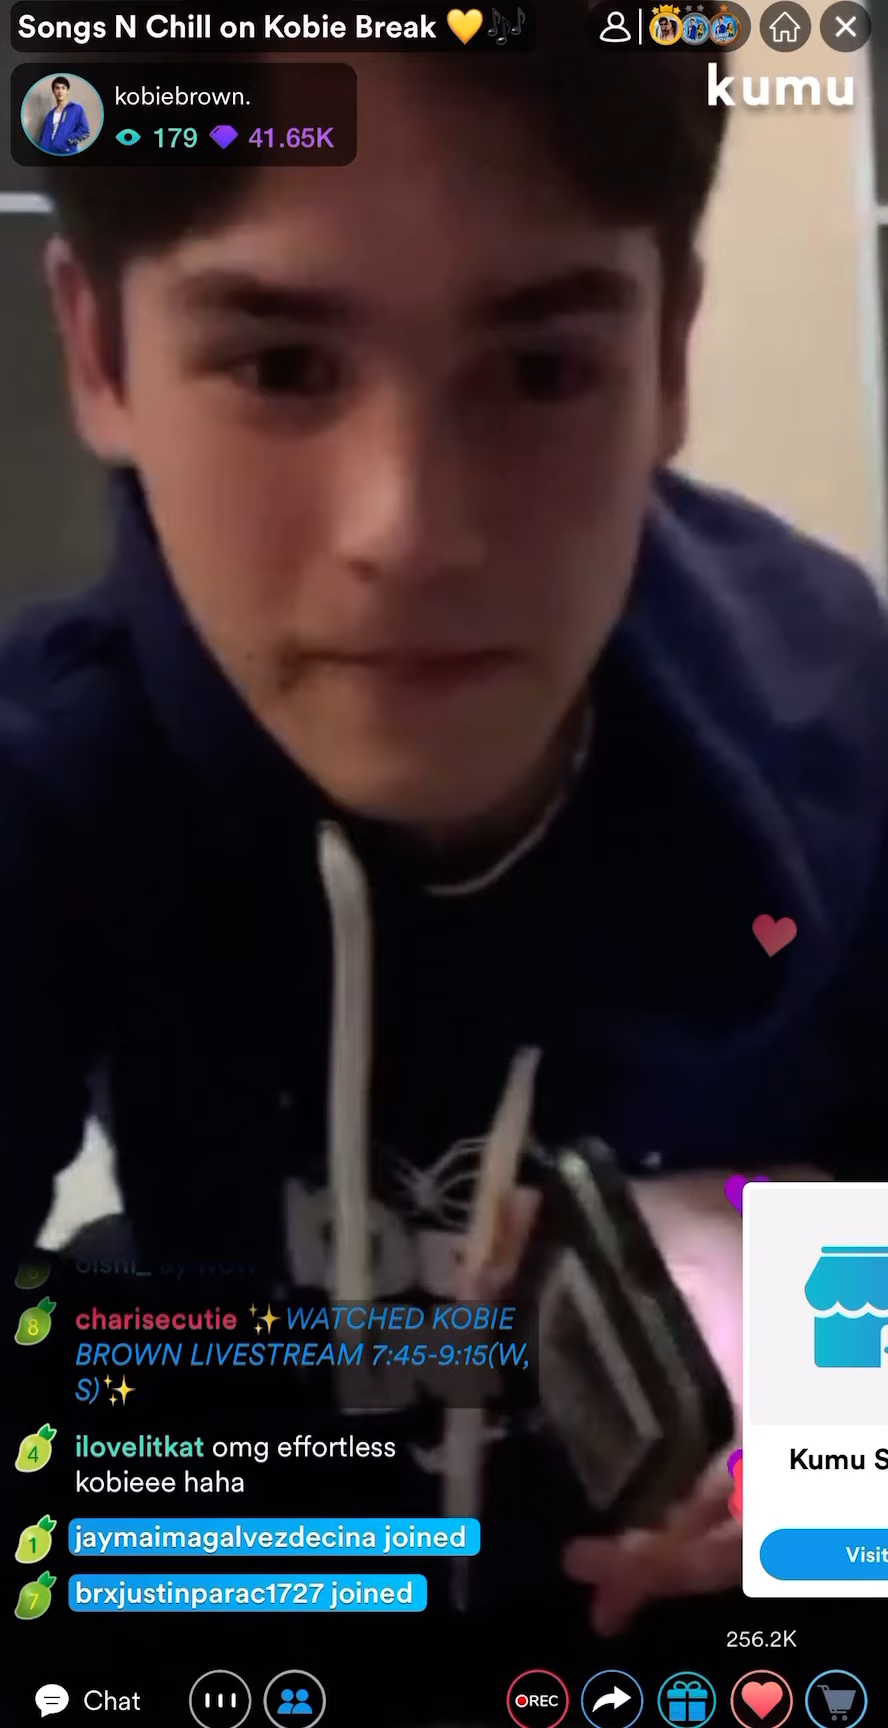 Songs N Chill on Kobie Break 💛🎶
kumu
kobiebrown.
179 41.65K
8 charisecutie ✨WATCHED KOBIE
BROWN LIVESTREAM 7:45-9:15(W,
S)✨
4 ilovelitkat omg effortless
kobieee haha
1 jaymaimagalvezdecina joined
7 brxjustinparac1727 joined
Kumu S
Visit
256.2K
Chat
REC